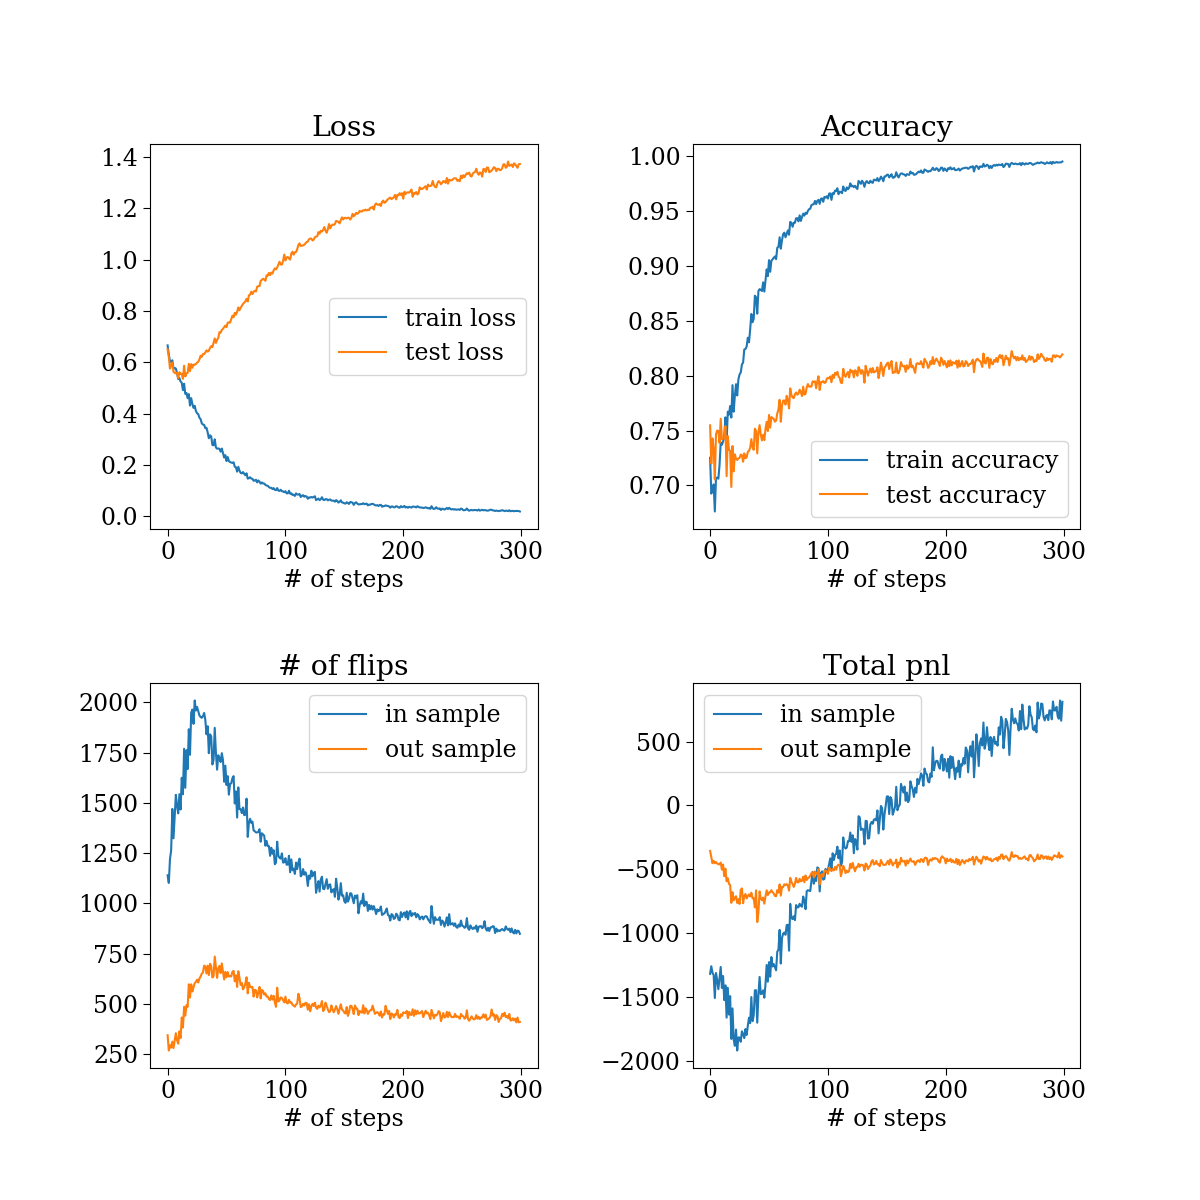 Loss
1.4
1.2
1.0
0.8
0.6
0.4
0.2
0.0
train loss
test loss
0 100 200 300
# of steps
Accuracy
1.00
0.95
0.90
0.85
0.80
0.75
0.70
train accuracy
test accuracy
0 100 200 300
# of steps
# of flips
2000
1750
1500
1250
1000
750
500
250
in sample
out sample
0 100 200 300
# of steps
Total pnl
500
0
−500
−1000
−1500
−2000
in sample
out sample
0 100 200 300
# of steps